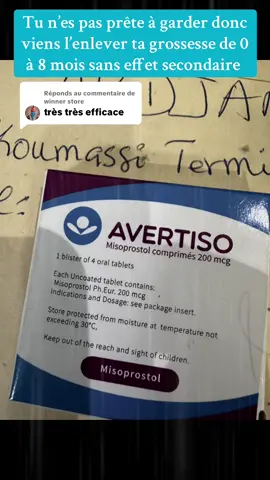 Tu n’es pas prête à garder donc
viens l’enlever ta grossesse de 0
à 8 mois sans effet secondaire
Réponds au commentaire de
winner store
très très efficace
Koumassi Termi
AVERTISO
Misoprostol comprimés 200 mcg
1 blister of 4 oral tablets
Each Uncoated tablet contains:
Misoprostol Ph.Eur. 200 mcg
Indications and Dosage: see package insert.
Store protected from moisture at temperature not
exceeding 30°C.
Keep out of the reach and sight of children.
Misoprostol